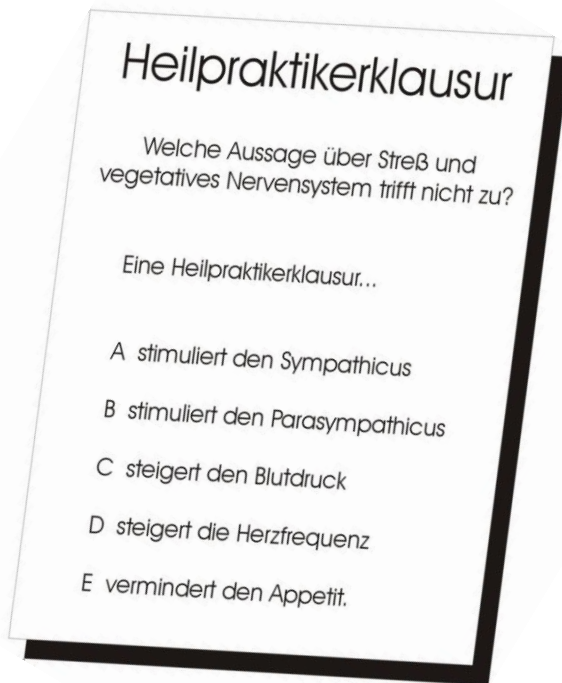 Heilpraktikerklausur
Welche Aussage über Streß und
vegetatives Nervensystem trifft nicht zu?
Eine Heilpraktikerklausur...
A stimuliert den Sympathicus
B stimuliert den Parasympathicus
C steigert den Blutdruck
D steigert die Herzfrequenz
E vermindert den Appetit.